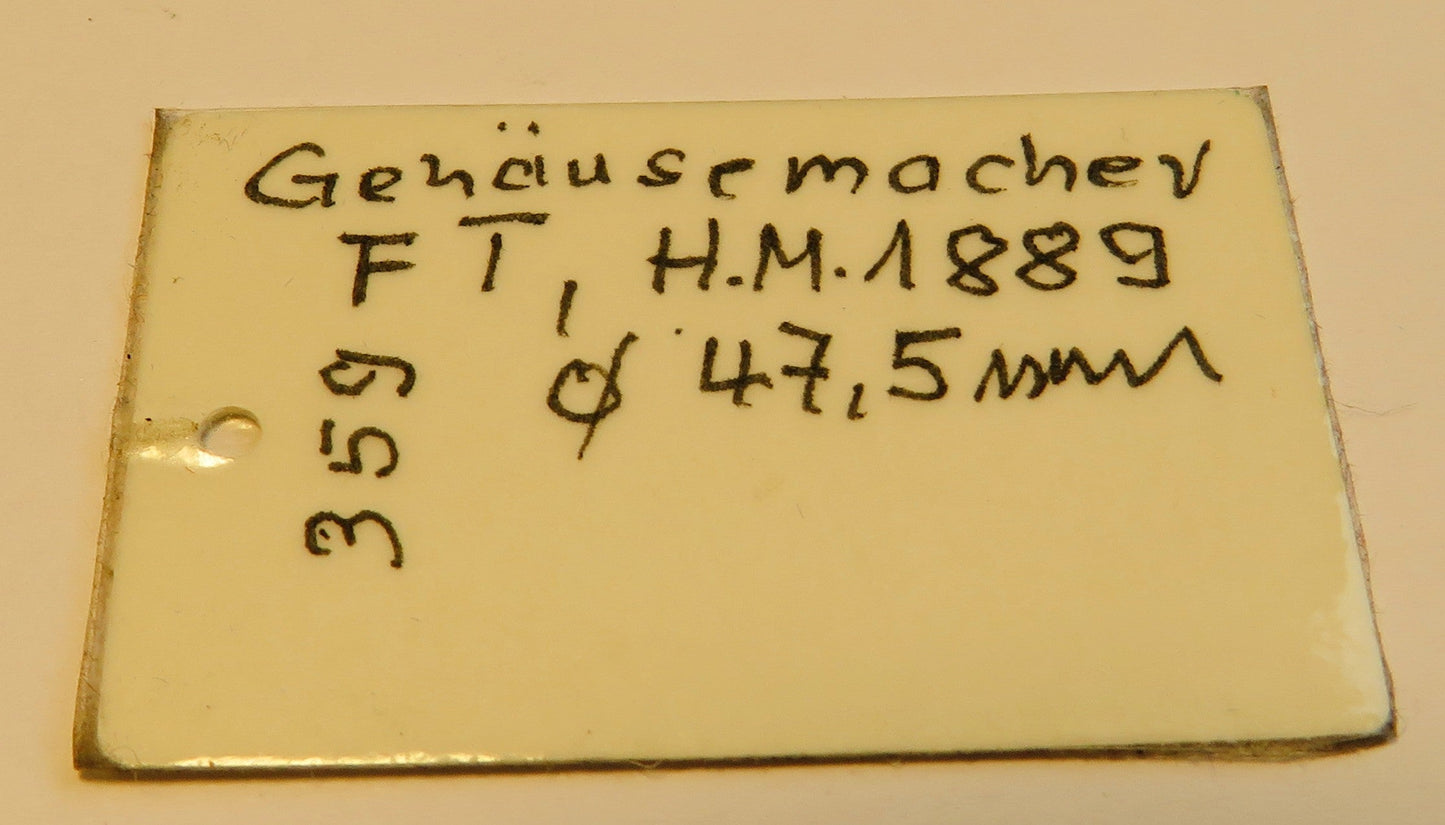 Gehäusemacher
FT, H.M.1889
Ø 47,5mm
359